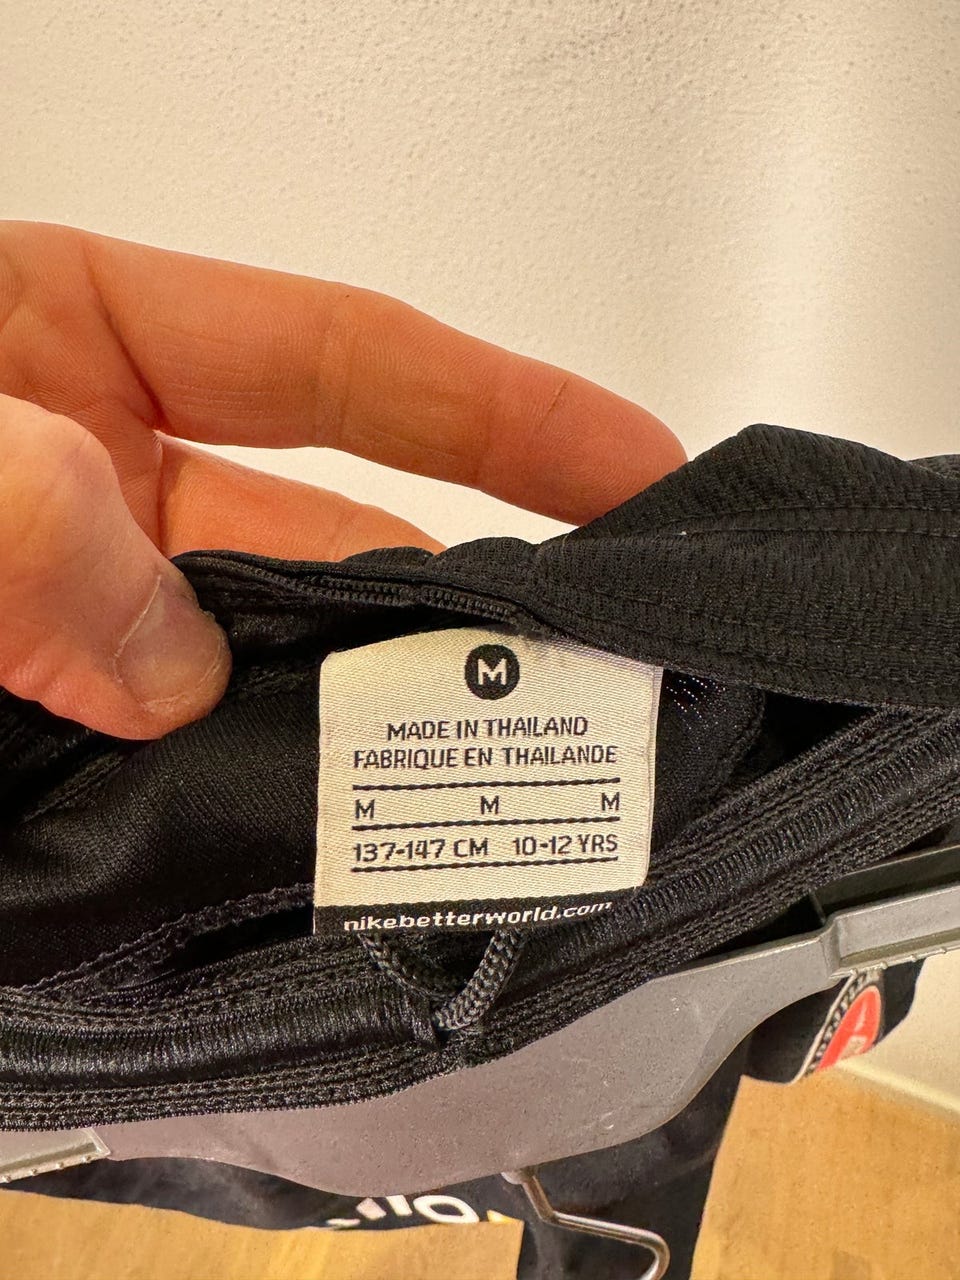 M
MADE IN THAILAND
FABRIQUE EN THAILANDE
M M M
137-147 CM 10-12 YRS
nikebetterworld.com